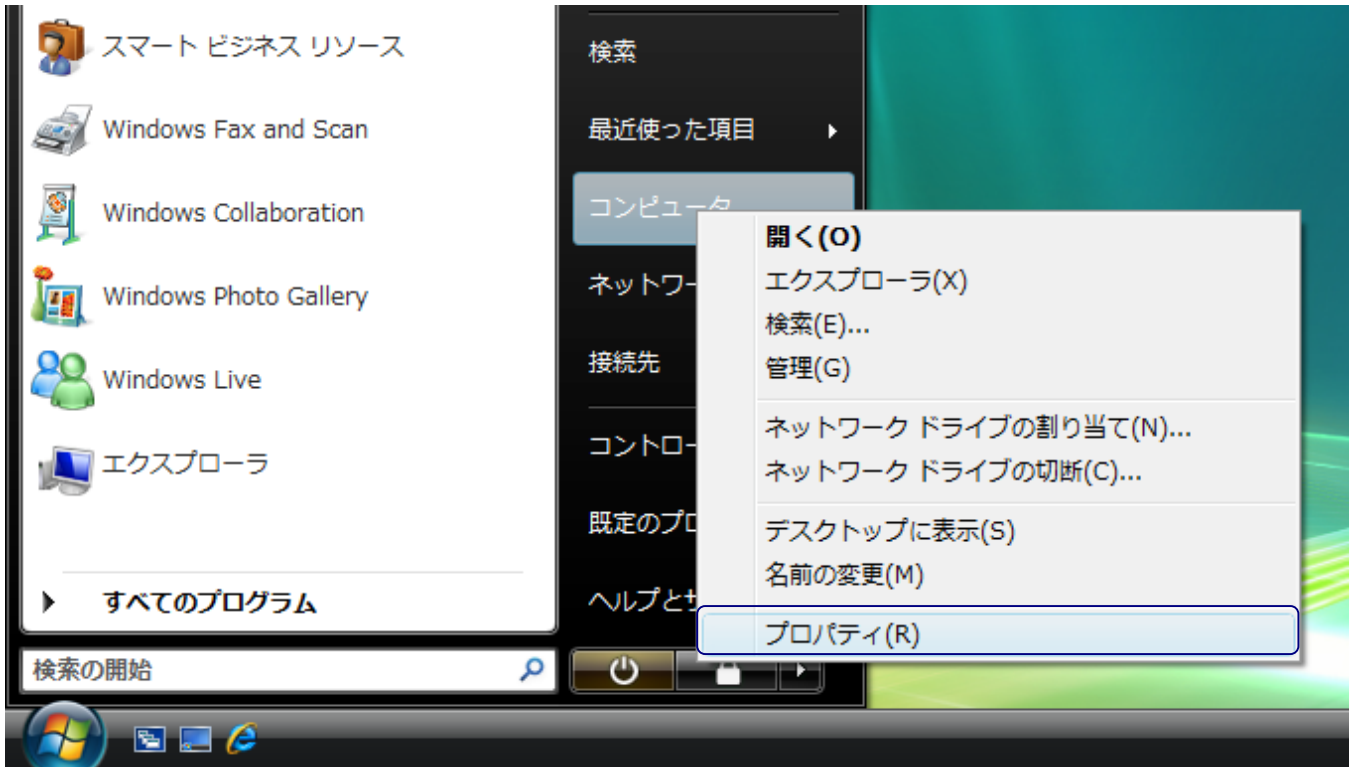 スマート ビジネス リソース
Windows Fax and Scan
Windows Collaboration
Windows Photo Gallery
Windows Live
エクスプローラ
すべてのプログラム
検索の開始
検索
最近使った項目
コンピュータ
ネットワー
接続先
コントロー
既定のプロ
ヘルプとサ
開く(O)
エクスプローラ(X)
検索(E)...
管理(G)
ネットワーク ドライブの割り当て(N)...
ネットワーク ドライブの切断(C)...
デスクトップに表示(S)
名前の変更(M)
プロパティ(R)